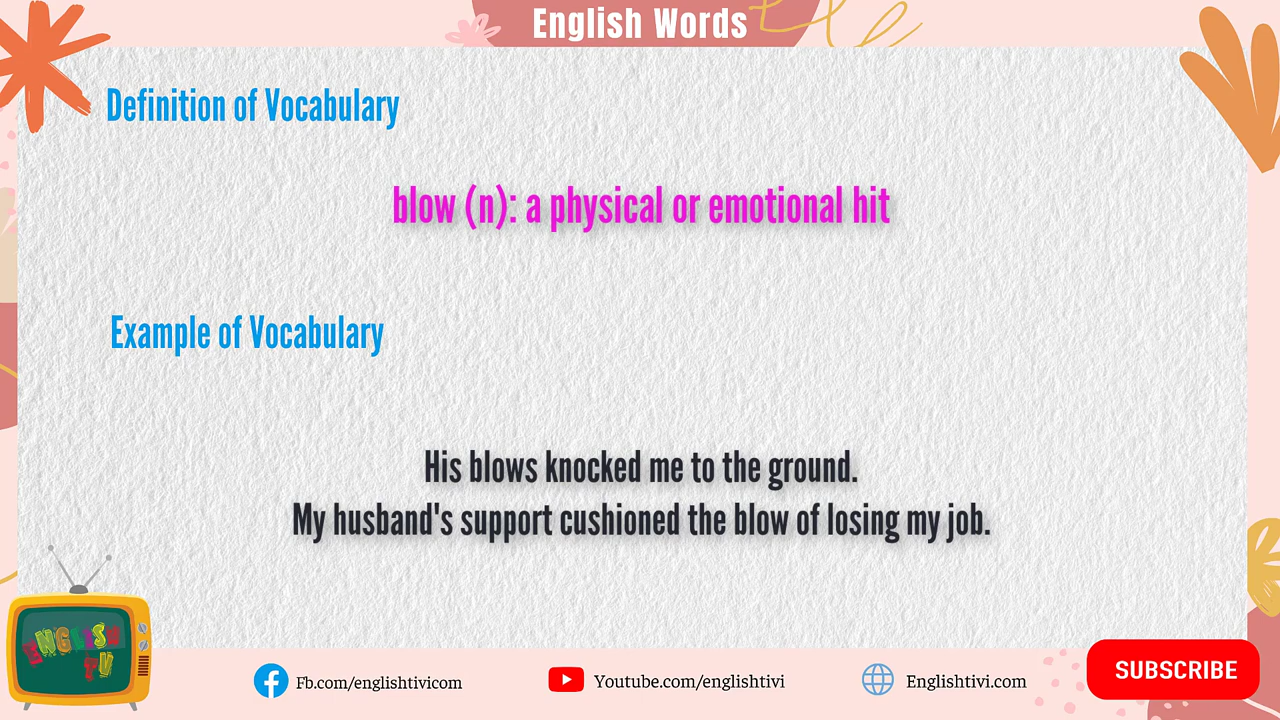 English Words
Definition of Vocabulary
blow (n): a physical or emotional hit
Example of Vocabulary
His blows knocked me to the ground.
My husband's support cushioned the blow of losing my job.
ENGLISH
TV
Fb.com/englishtivicom
Youtube.com/englishtivi
Englishtivi.com
SUBSCRIBE